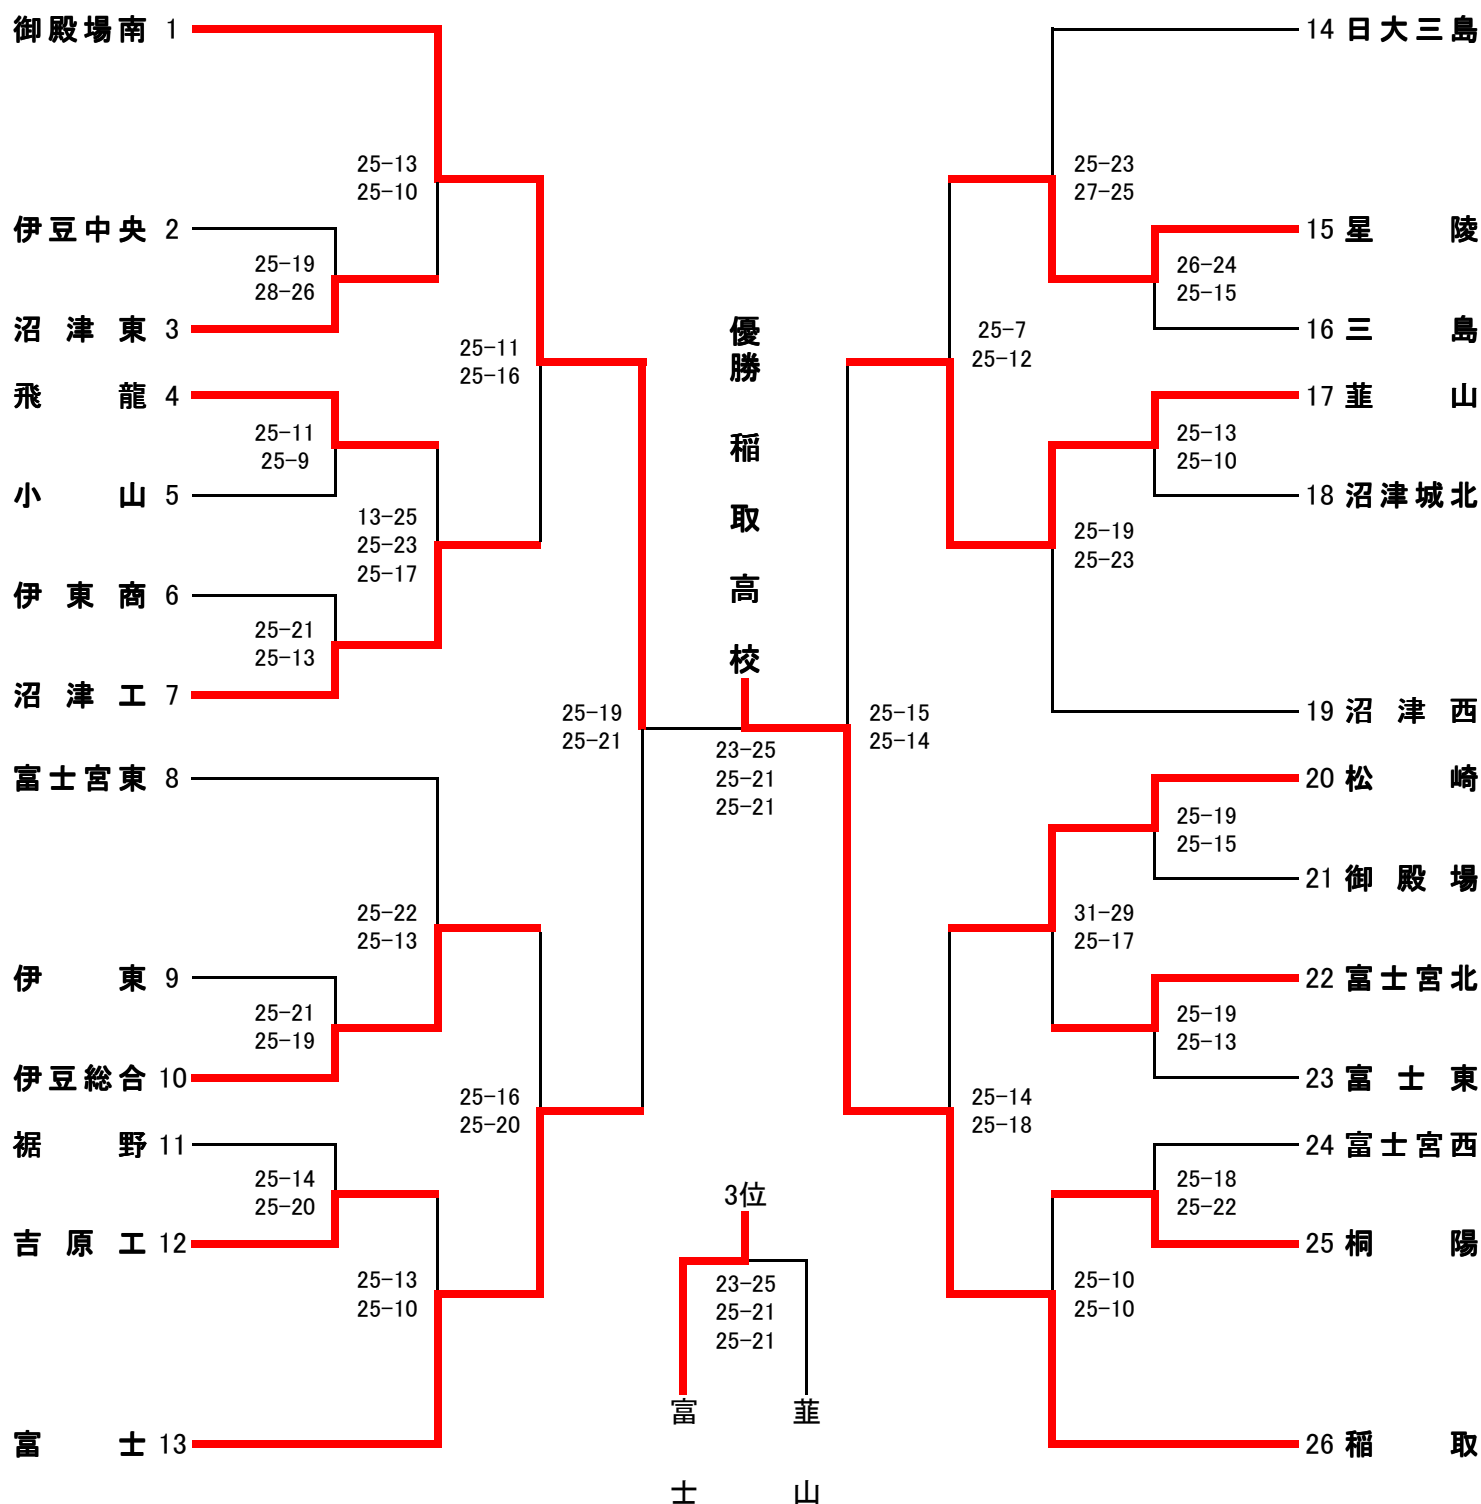 御殿場南 1
25-13
25-10
伊豆中央 2
25-19
28-26
沼津東 3
25-11
25-16
飛龍 4
25-11
25-9
小山 5
13-25
25-23
25-17
伊東商 6
25-21
25-13
沼津工 7
25-19
25-21
富士宮東 8
25-22
25-13
伊東 9
25-21
25-19
伊豆総合 10
25-16
25-20
裾野 11
25-14
25-20
吉原工 12
25-13
25-10
富士 13
優勝 稲取高校
23-25
25-21
25-21
3位
23-25
25-21
25-21
富士
韮山
14 日大三島
25-23
27-25
15 星陵
26-24
25-15
16 三島
25-7
25-12
17 韮山
25-13
25-10
18 沼津城北
25-19
25-23
19 沼津西
25-15
25-14
20 松崎
25-19
25-15
21 御殿場
31-29
25-17
22 富士宮北
25-19
25-13
23 富士東
25-14
25-18
24 富士宮西
25-18
25-22
25 桐陽
25-10
25-10
26 稲取